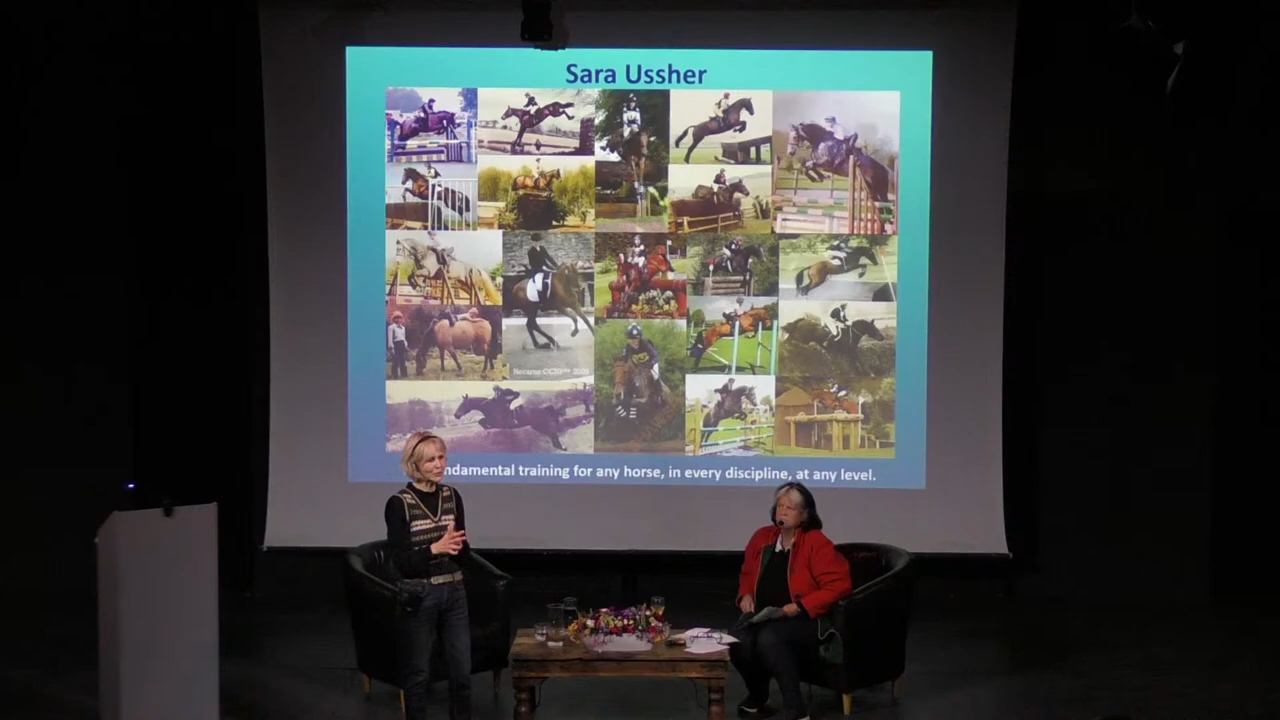 Sara Ussher
ndamental training for any horse, in every discipline, at any level.